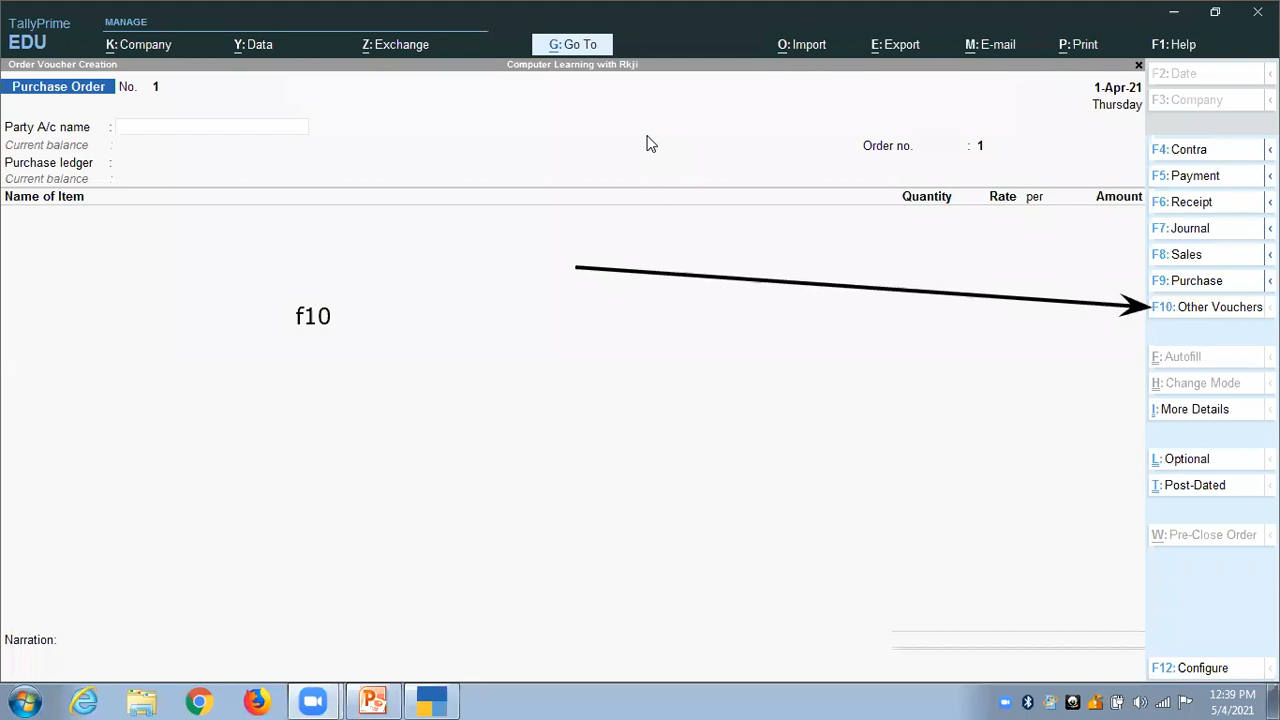 TallyPrime
EDU
MANAGE
K: Company
Y: Data
Z: Exchange
G: Go To
O: Import
E: Export
M: E-mail
P: Print
F1: Help
Order Voucher Creation
Computer Learning with Rkji
Purchase Order No. 1
1-Apr-21
Thursday
Party A/c name :
Current balance :
Order no. : 1
Purchase ledger :
Current balance :
Name of Item Quantity Rate per Amount
f10
Narration:
F2: Date
F3: Company
F4: Contra
F5: Payment
F6: Receipt
F7: Journal
F8: Sales
F9: Purchase
F10: Other Vouchers
F: Autofill
H: Change Mode
I: More Details
L: Optional
T: Post-Dated
W: Pre-Close Order
F12: Configure
12:39 PM
5/4/2021